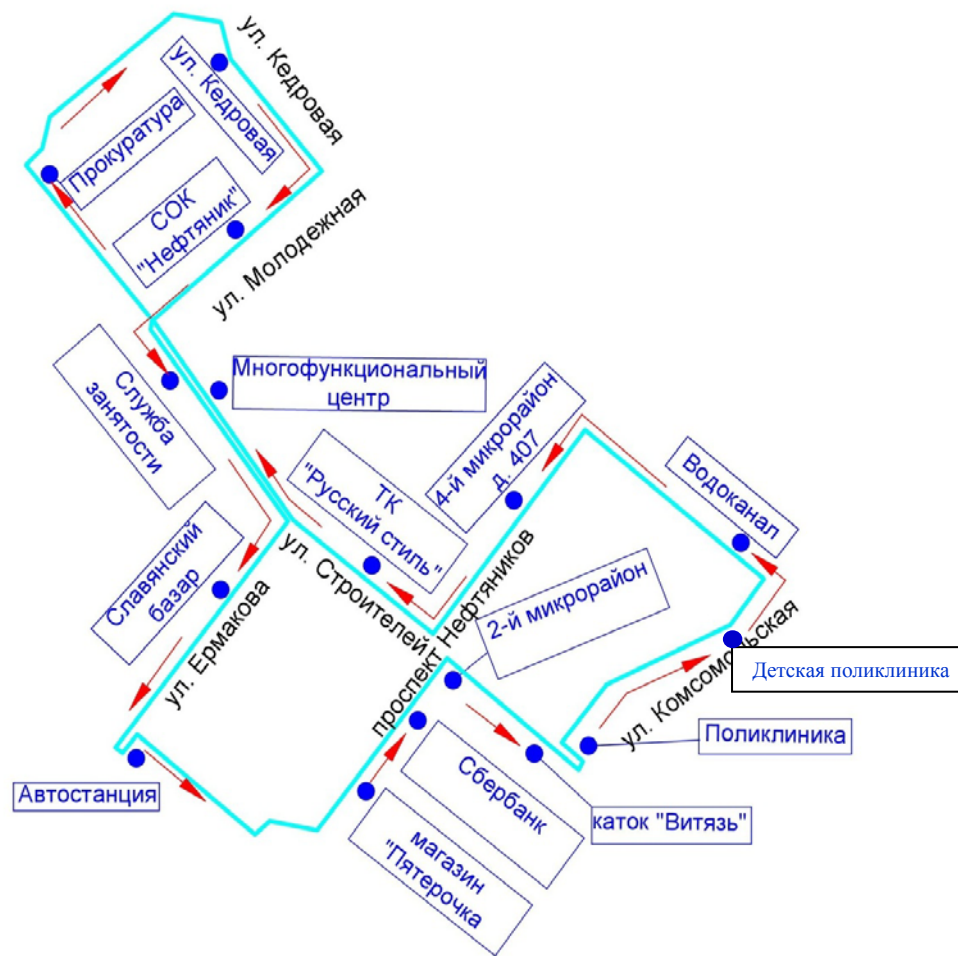 ул. Кедровая
ул. Кедровая
Прокуратура
СОК
"Нефтяник"
ул. Молодежная
Многофункциональный
центр
Служба
занятости
4-й микрорайон
д. 407
ТК
"Русский стиль"
Водоканал
Славянский
базар
ул. Строителей
проспект Нефтяников
2-й микрорайон
ул. Ермакова
ул. Комсомольская
Детская поликлиника
Поликлиника
Автостанция
Сбербанк
каток "Витязь"
магазин
"Пятерочка